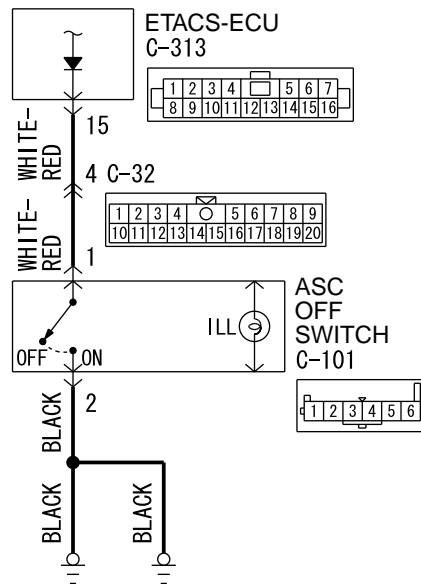 ETACS-ECU
C-313
1 2 3 4 5 6 7
8 9 10 11 12 13 14 15 16
15
WHITE-
RED
4 C-32
1 2 3 4 5 6 7 8 9
10 11 12 13 14 15 16 17 18 19 20
WHITE-
RED
1
ASC
OFF
SWITCH
C-101
ILL
OFF ON
1 2 3 4 5 6
2
BLACK
BLACK
BLACK